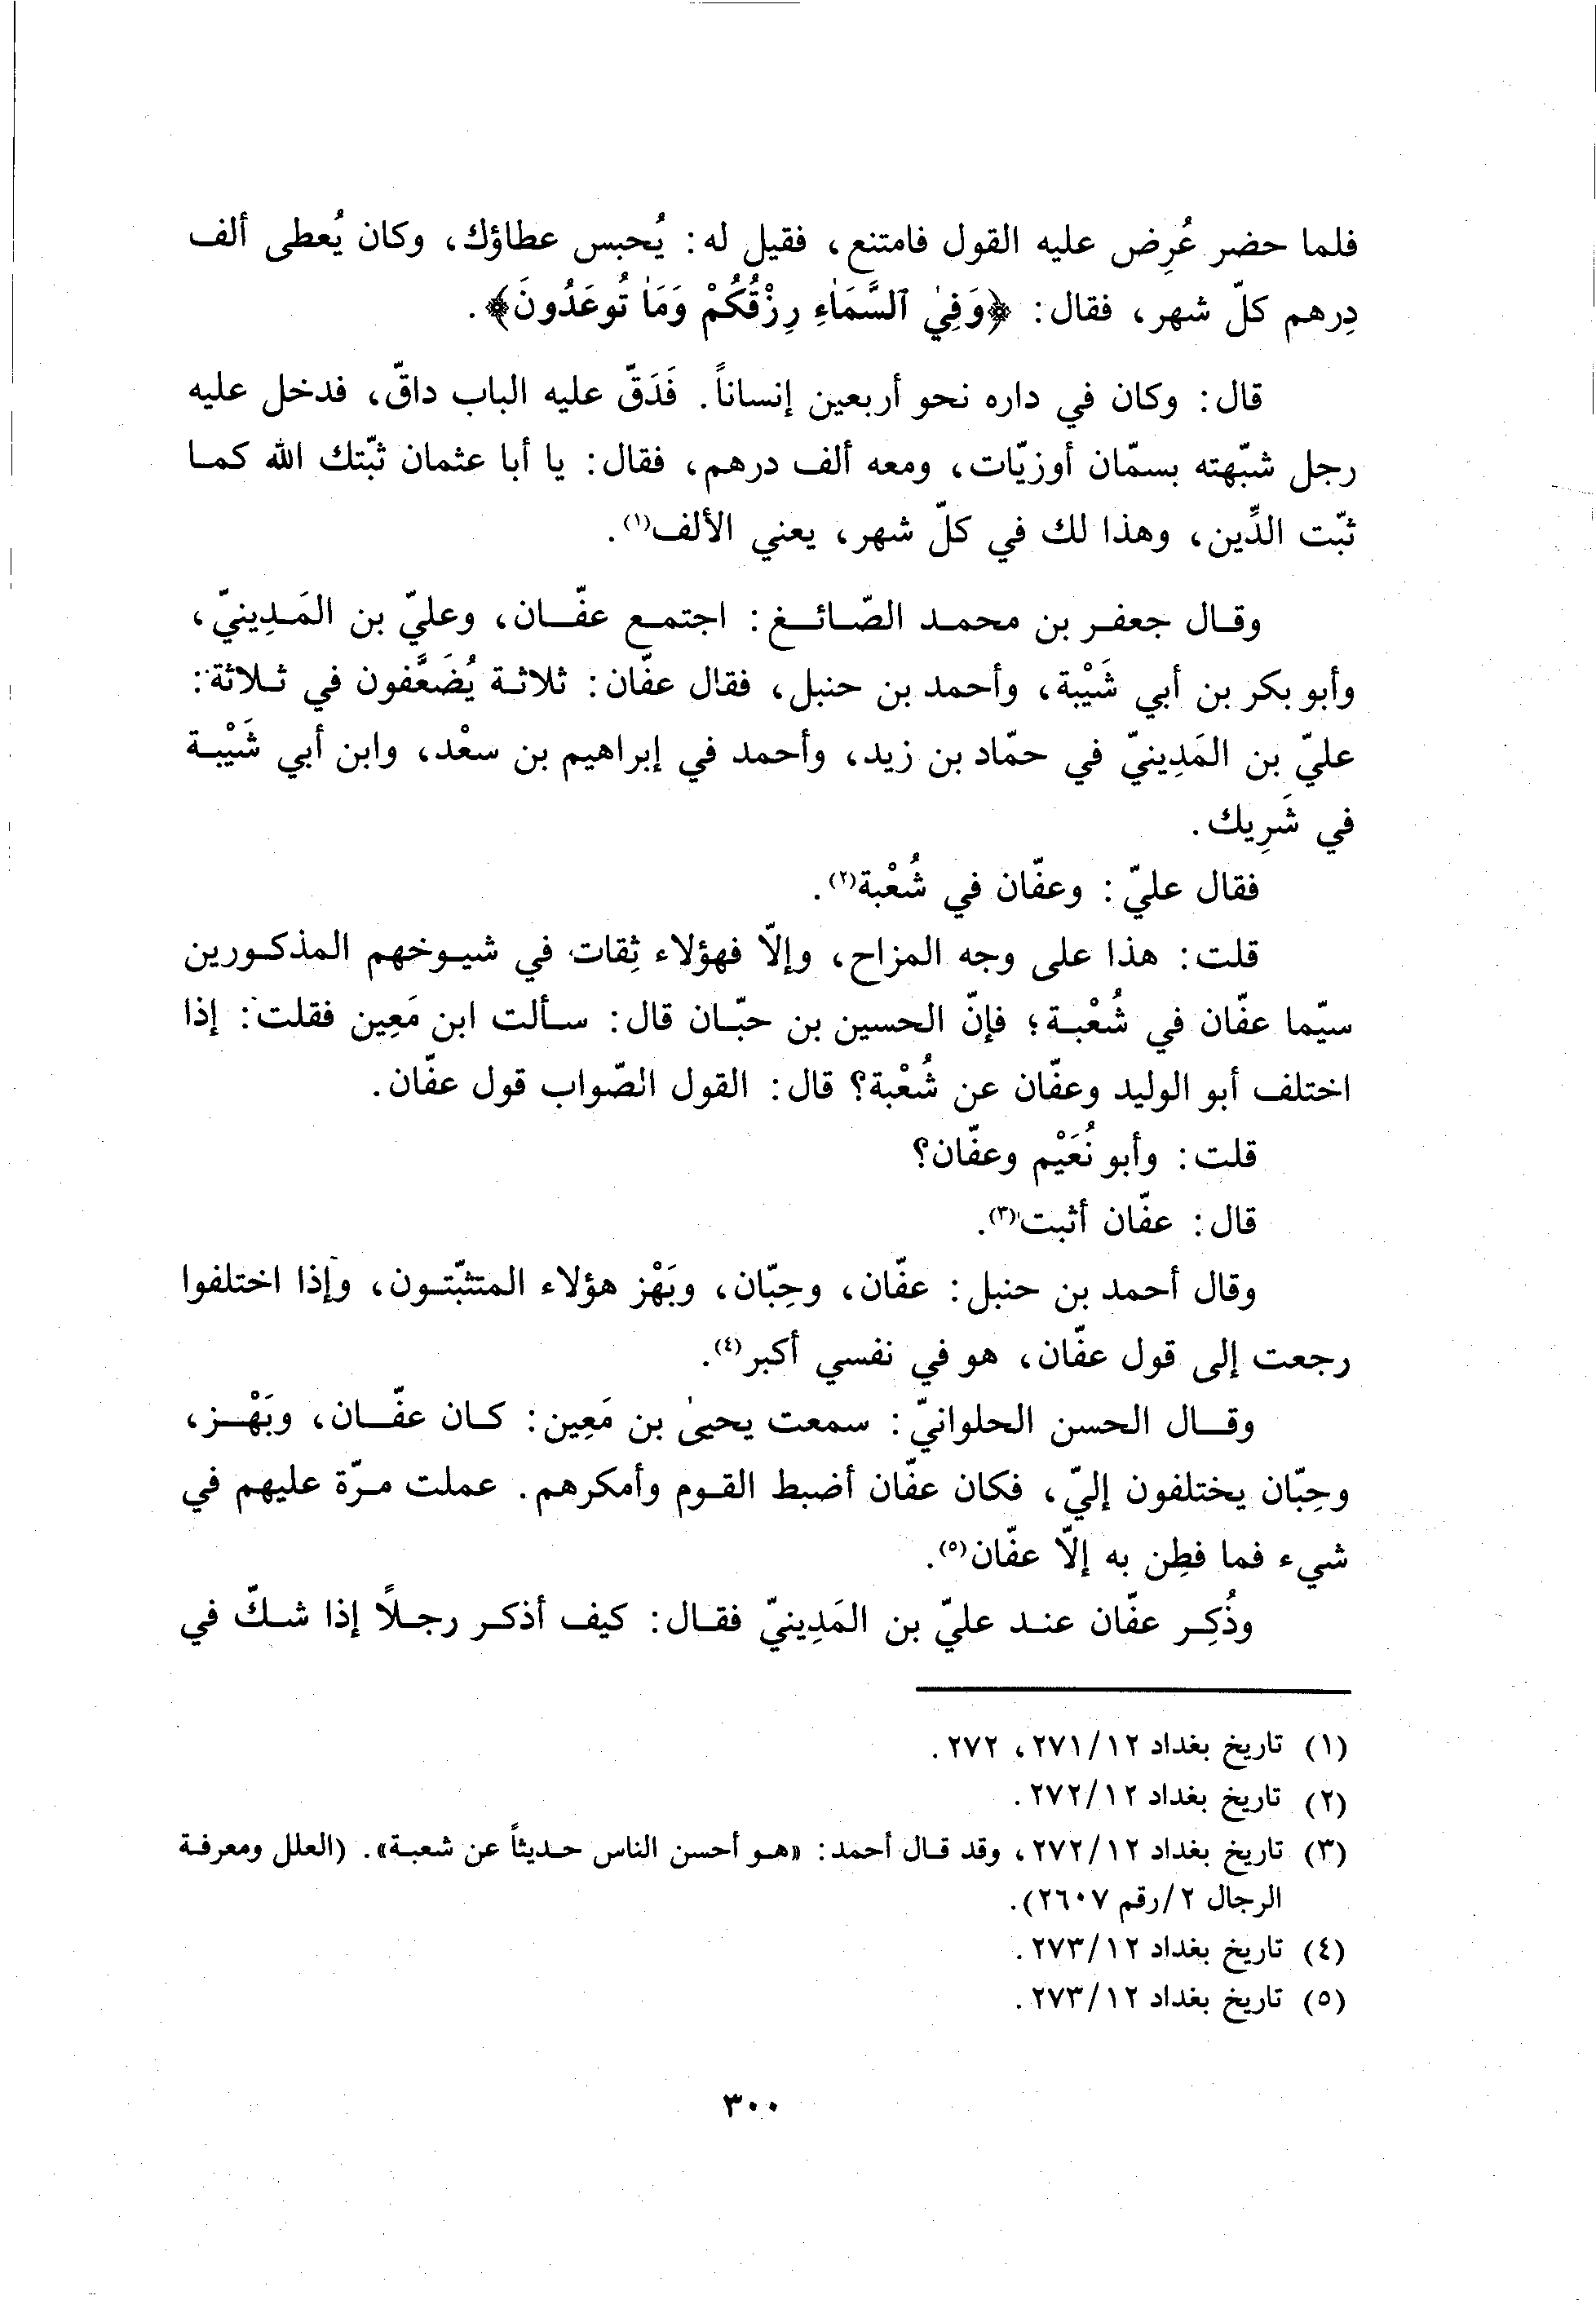 فلما حضر عُرِض عليه القول فامتنع، فقيل له: يُحبس عطاؤك، وكان يُعطى ألف
دِرهم كلّ شهر، فقال: ﴿وَفِي ٱلسَّمَاءِ رِزْقُكُمْ وَمَا تُوعَدُونَ﴾.
قال: وكان في داره نحو أربعين إنساناً. فَدَقّ عليه الباب داقّ، فدخل عليه
رجل شبّهته بسمّان أوزيّات، ومعه ألف درهم، فقال: يا أبا عثمان ثبّتك الله كما
ثبّت الدِّين، وهذا لك في كلّ شهر، يعني الألف(١).
وقال جعفر بن محمد الصّائغ: اجتمع عفّان، وعليّ بن المَدِينيّ،
وأبو بكر بن أبي شَيْبة، وأحمد بن حنبل، فقال عفّان: ثلاثة يُضَعَّفون في ثلاثة:
عليّ بن المَدِينيّ في حمّاد بن زيد، وأحمد في إبراهيم بن سعْد، وابن أبي شَيْبة
في شَرِيك.
فقال عليّ: وعفّان في شُعْبة(٢).
قلت: هذا على وجه المزاح، وإلّا فهؤلاء ثِقات في شيوخهم المذكورين
سيّما عفّان في شُعْبة؛ فإنّ الحسين بن حبّان قال: سألت ابن مَعِين فقلت: إذا
اختلف أبو الوليد وعفّان عن شُعْبة؟ قال: القول الصّواب قول عفّان.
قلت: وأبو نُعَيْم وعفّان؟
قال: عفّان أثبت(٣).
وقال أحمد بن حنبل: عفّان، وحِبّان، وبَهْز هؤلاء المتثبّتون، وإذا اختلفوا
رجعت إلى قول عفّان، هو في نفسي أكبر(٤).
وقال الحسن الحلوانيّ: سمعت يحيىٰ بن مَعِين: كان عفّان، وبَهْز،
وحِبّان يختلفون إليّ، فكان عفّان أضبط القوم وأمكرهم. عملت مرّة عليهم في
شيء فما فطِن به إلّا عفّان(٥).
وذُكِر عفّان عند عليّ بن المَدِينيّ فقال: كيف أذكر رجلاً إذا شكّ في
(١) تاريخ بغداد ٢٧١/١٢، ٢٧٢.
(٢) تاريخ بغداد ٢٧٢/١٢.
(٣) تاريخ بغداد ٢٧٢/١٢، وقد قال أحمد: «هو أحسن الناس حديثاً عن شعبة». (العلل ومعرفة
الرجال ٢/رقم ٢٦٠٧).
(٤) تاريخ بغداد ٢٧٣/١٢.
(٥) تاريخ بغداد ٢٧٣/١٢.
٣٠٠